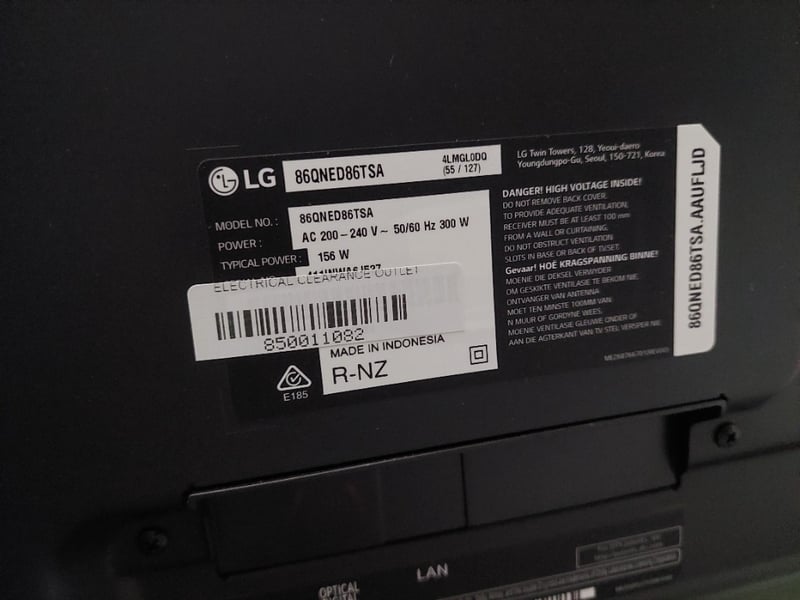 LG
86QNED86TSA
4LMGL0DQ
(55 / 127)
LG Twin Towers, 128, Yeoui-daero
Youngdungpo-Gu, Seoul, 150-721, Korea
MODEL NO.: 86QNED86TSA
POWER: AC 200-240 V~ 50/60 Hz 300 W
TYPICAL POWER: 156 W
ELECTRICAL CLEARANCE OUTLET
850011082
MADE IN INDONESIA
R-NZ
E185
DANGER! HIGH VOLTAGE INSIDE!
DO NOT REMOVE BACK COVER.
TO PROVIDE ADEQUATE VENTILATION;
RECEIVER MUST BE AT LEAST 100 mm
FROM A WALL OR CURTAINING.
DO NOT OBSTRUCT VENTILATION
SLOTS IN BASE OR BACK OF TV.SET.
Gevaar! HOË KRAGSPANNING BINNE!
MOENIE DIE DEKSEL VERWYDER
OM GESKIKTE VENTILASIE TE BEKOM NIE.
ONTVANGER VAN ANTENNA
MOET TEN MINSTE 100MM VAN
N MUUR OF GORDYNE WEES.
MOENIE VENTILASIE GLEUWE ONDER OF
AAN DIE AGTERKANT VAN TV STEL VERSPER NIE.
86QNED86TSA.AAUFLJD
OPTICAL
DIGITAL
LAN